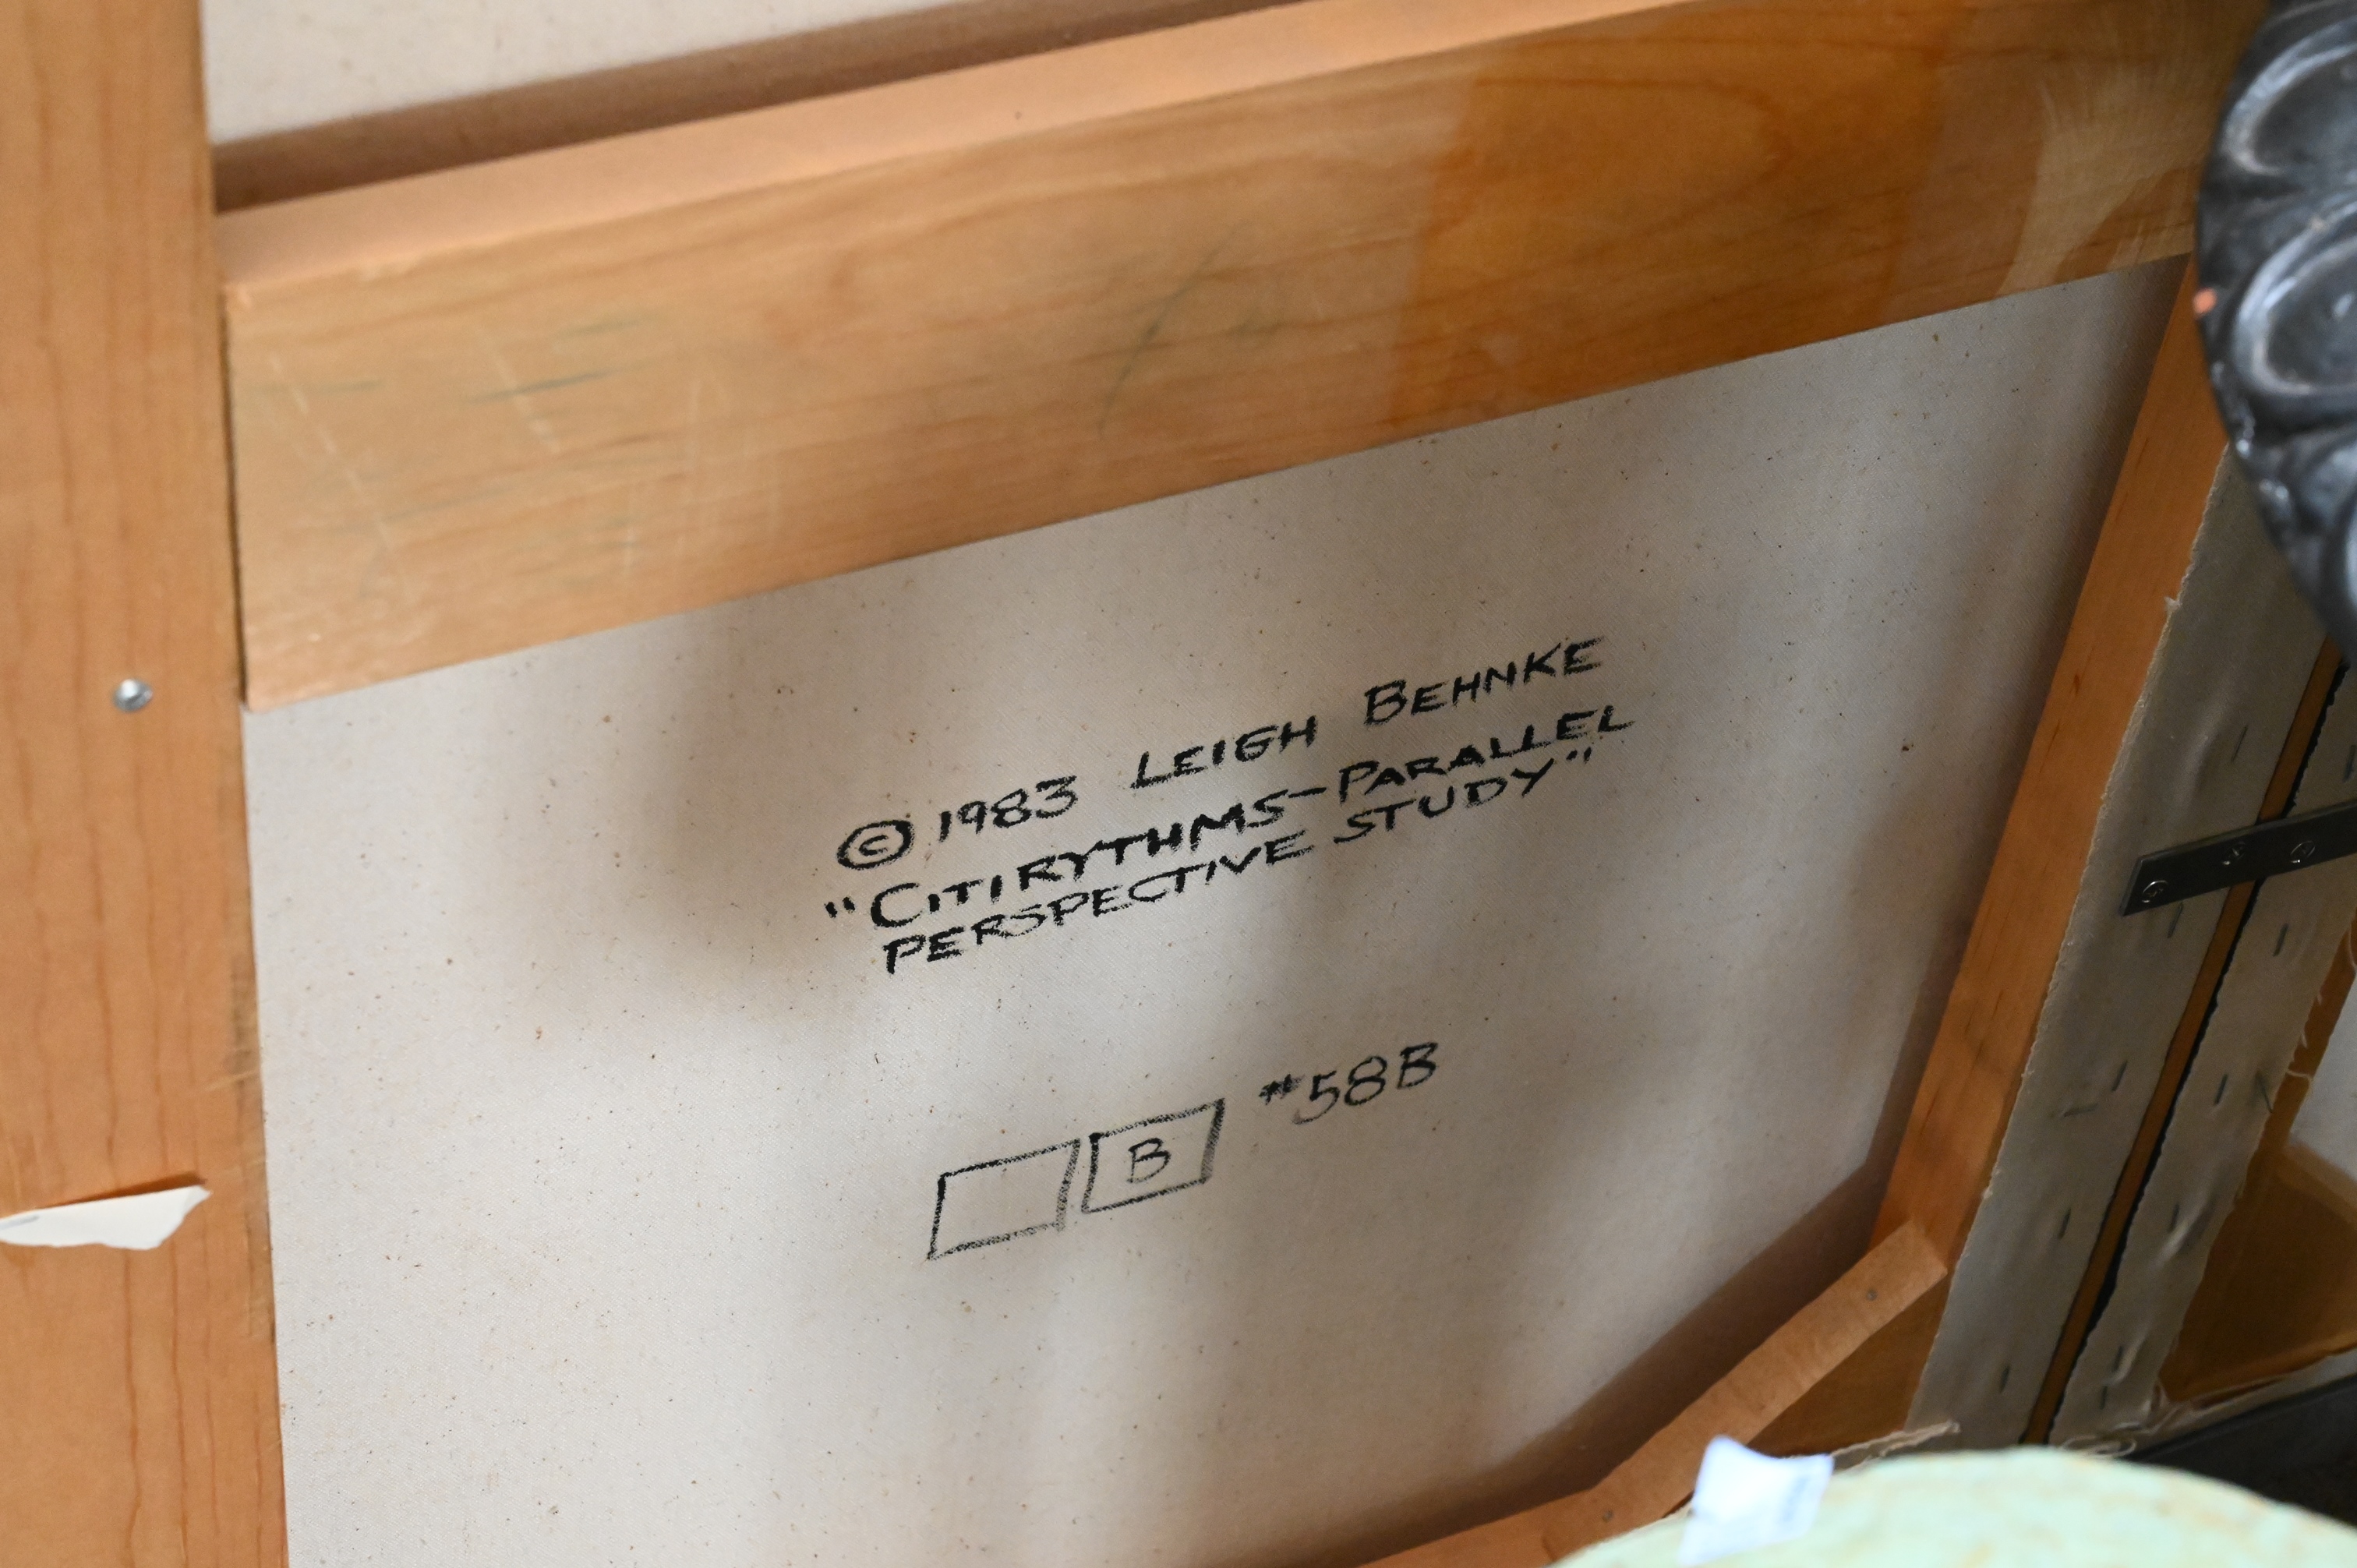 © 1983 LEIGH BEHNKE
"CITIRYTHMS-PARALLEL
PERSPECTIVE STUDY"
#58B
B